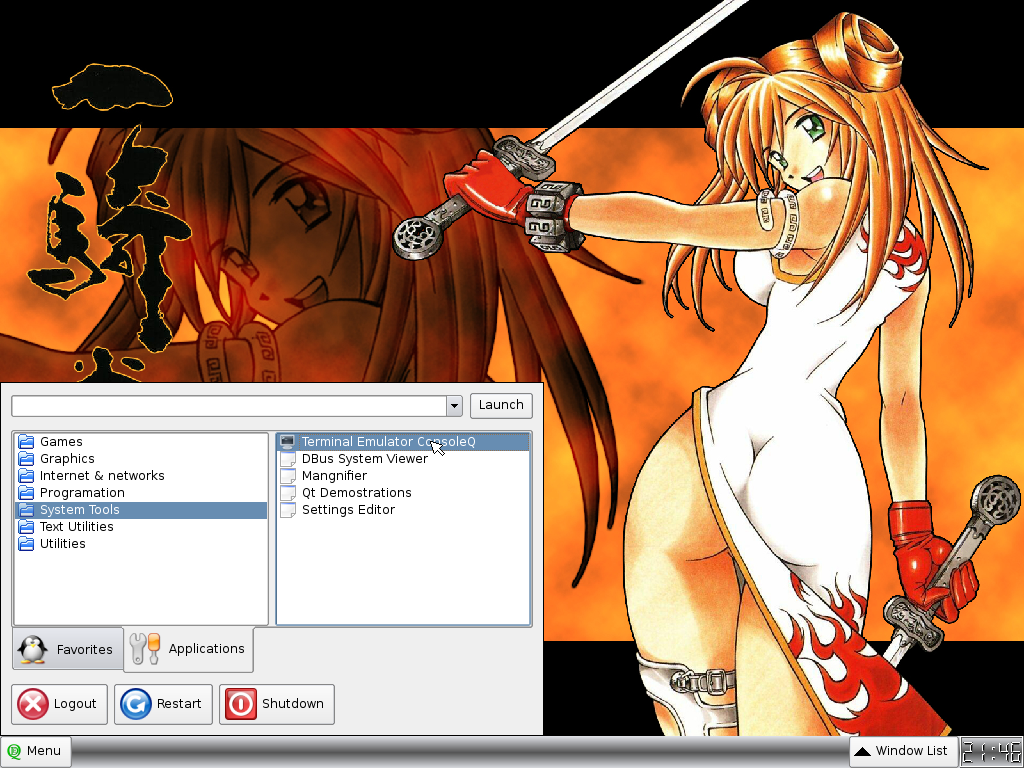 Launch
Games
Graphics
Internet & networks
Programation
System Tools
Text Utilities
Utilities
Terminal Emulator ConsoleQ
DBus System Viewer
Mangnifier
Qt Demostrations
Settings Editor
Favorites
Applications
Logout
Restart
Shutdown
Menu
Window List
21:46